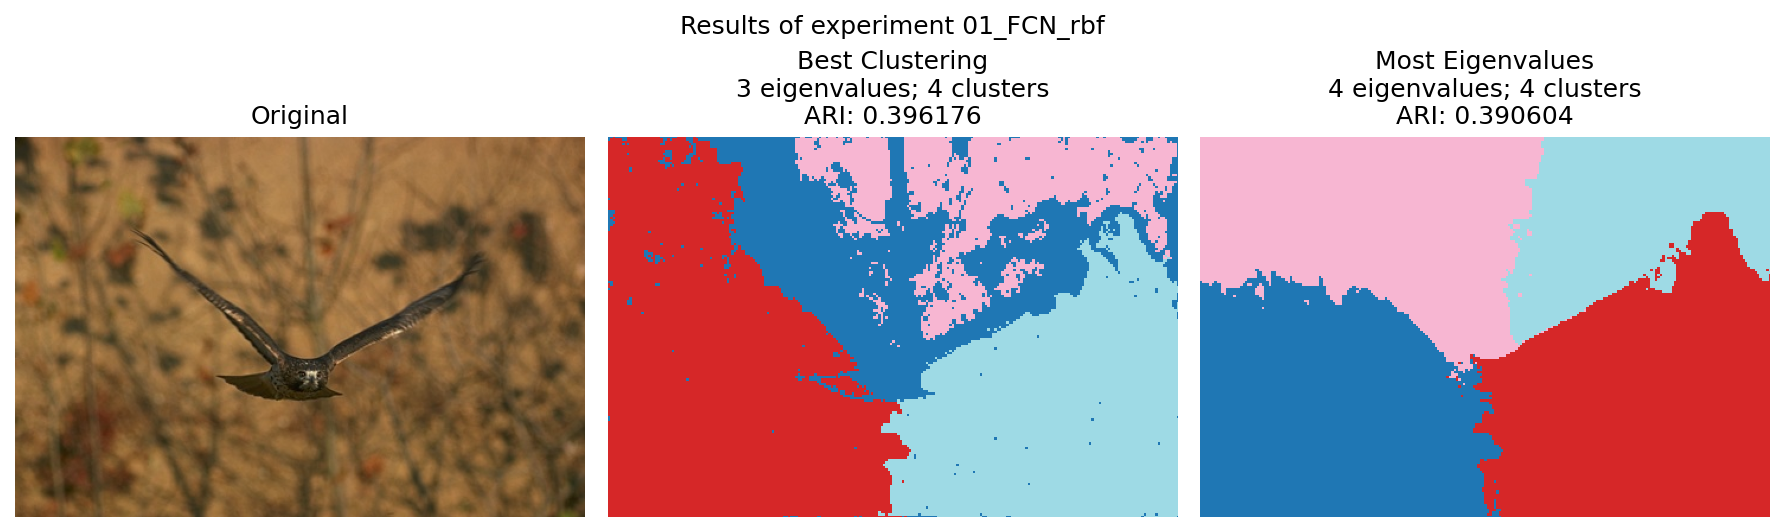 Results of experiment 01_FCN_rbf
Original
Best Clustering
3 eigenvalues; 4 clusters
ARI: 0.396176
Most Eigenvalues
4 eigenvalues; 4 clusters
ARI: 0.390604